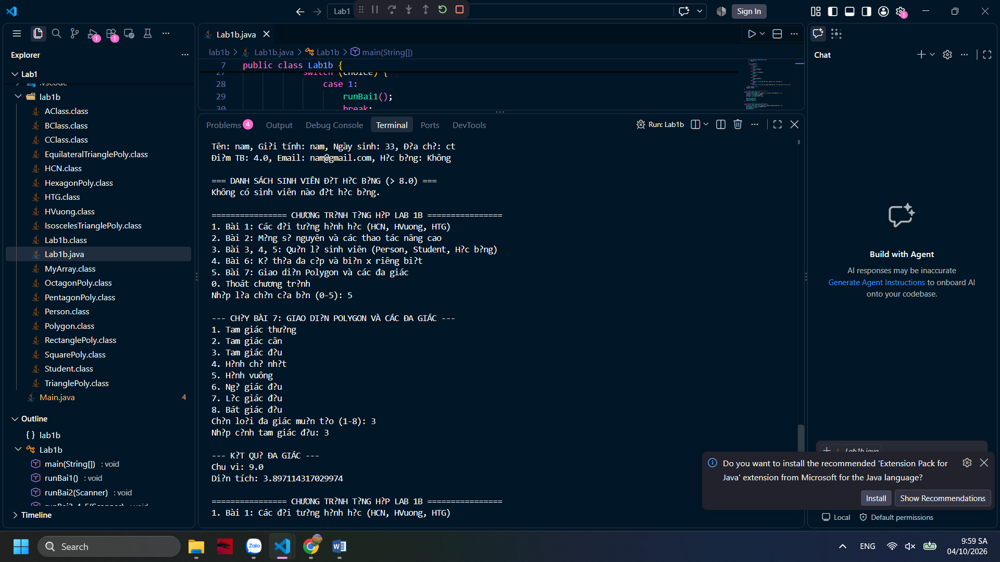 Lab1
Sign In
1
1
1
Explorer
Lab1
.vscode
lab1b
AClass.class
BClass.class
CClass.class
EquilateralTrianglePoly.class
HCN.class
HexagonPoly.class
HTG.class
HVuong.class
IsoscelesTrianglePoly.class
Lab1b.class
Lab1b.java
MyArray.class
OctagonPoly.class
PentagonPoly.class
Person.class
Polygon.class
RectanglePoly.class
SquarePoly.class
Student.class
TrianglePoly.class
Main.java 4
Outline
{ } lab1b
Lab1b
main(String[]) : void
runBai1() : void
runBai2(Scanner) : void
Timeline
Lab1b.java
lab1b > Lab1b.java > Lab1b > main(String[])
7 public class Lab1b {
27 switch (choice) {
28 case 1:
29 runBai1();
30 break;
Problems 4 Output Debug Console Terminal Ports DevTools
Run: Lab1b
Tên: nam, Gi?i tính: nam, Ngày sinh: 33, Đ?a ch?: ct
Đi?m TB: 4.0, Email: nam@gmail.com, H?c b?ng: Không
=== DANH SÁCH SINH VIÊN Đ?T H?C B?NG (> 8.0) ===
Không có sinh viên nào đ?t h?c b?ng.
================ CHƯƠNG TR?NH T?NG H?P LAB 1B ================
1. Bài 1: Các đ?i tư?ng h?nh h?c (HCN, HVuong, HTG)
2. Bài 2: M?ng s? nguyên và các thao tác nâng cao
3. Bài 3, 4, 5: Qu?n l? sinh viên (Person, Student, H?c b?ng)
4. Bài 6: K? th?a đa c?p và bi?n x riêng bi?t
5. Bài 7: Giao di?n Polygon và các đa giác
0. Thoát chương tr?nh
Nh?p l?a ch?n c?a b?n (0-5): 5
--- CH?Y BÀI 7: GIAO DI?N POLYGON VÀ CÁC ĐA GIÁC ---
1. Tam giác thư?ng
2. Tam giác cân
3. Tam giác đ?u
4. H?nh ch? nh?t
5. H?nh vuông
6. Ng? giác đ?u
7. L?c giác đ?u
8. Bát giác đ?u
Ch?n lo?i đa giác mu?n t?o (1-8): 3
Nh?p c?nh tam giác đ?u: 3
--- K?T QU? ĐA GIÁC ---
Chu vi: 9.0
Di?n tích: 3.897114317029974
================ CHƯƠNG TR?NH T?NG H?P LAB 1B ================
1. Bài 1: Các đ?i tư?ng h?nh h?c (HCN, HVuong, HTG)
Chat
Build with Agent
AI responses may be inaccurate
Generate Agent Instructions to onboard AI
onto your codebase.
Lab1b.java
Do you want to install the recommended 'Extension Pack for
Java' extension from Microsoft for the Java language?
Install
Show Recommendations
Local
Default permissions
Search
Zalo
ENG
9:59 SA
04/10/2026